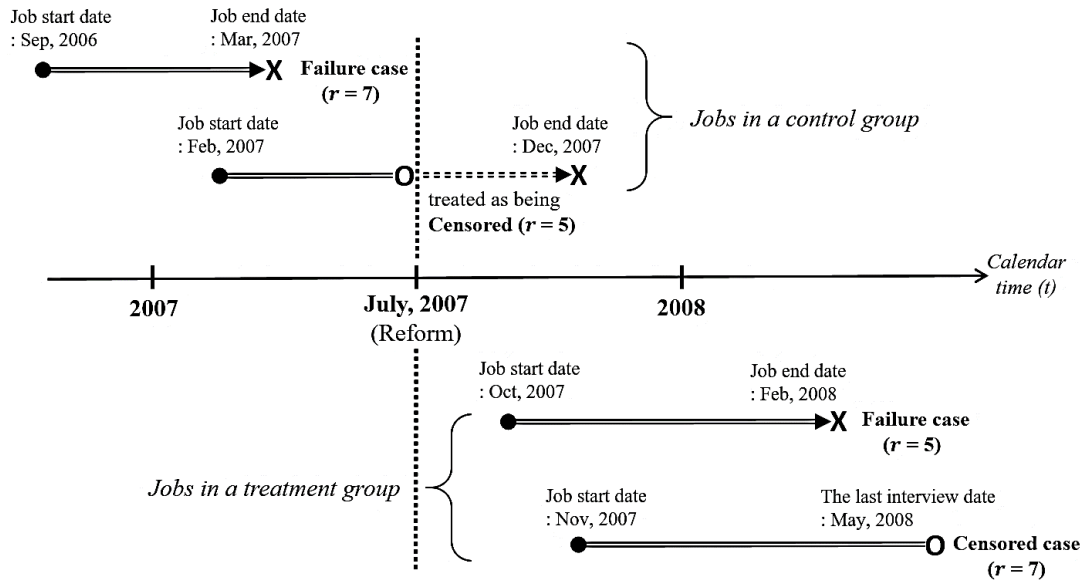 Job start date
: Sep, 2006
Job end date
: Mar, 2007
X
Failure case
(r = 7)
Job start date
: Feb, 2007
Job end date
: Dec, 2007
O
X
treated as being
Censored (r = 5)
Jobs in a control group
Calendar
time (t)
2007
July, 2007
(Reform)
2008
Job start date
: Oct, 2007
Job end date
: Feb, 2008
X
Failure case
(r = 5)
Jobs in a treatment group
Job start date
: Nov, 2007
The last interview date
: May, 2008
O
Censored case
(r = 7)